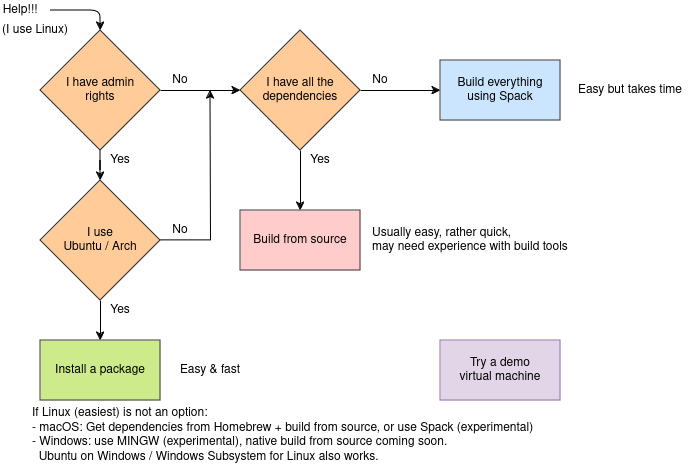 Help!!!
(I use Linux)
I have admin
rights
No
I have all the
dependencies
No
Build everything
using Spack
Easy but takes time
Yes
Yes
I use
Ubuntu / Arch
No
Build from source
Usually easy, rather quick,
may need experience with build tools
Yes
Install a package
Easy & fast
Try a demo
virtual machine
If Linux (easiest) is not an option:
- macOS: Get dependencies from Homebrew + build from source, or use Spack (experimental)
- Windows: use MINGW (experimental), native build from source coming soon.
Ubuntu on Windows / Windows Subsystem for Linux also works.